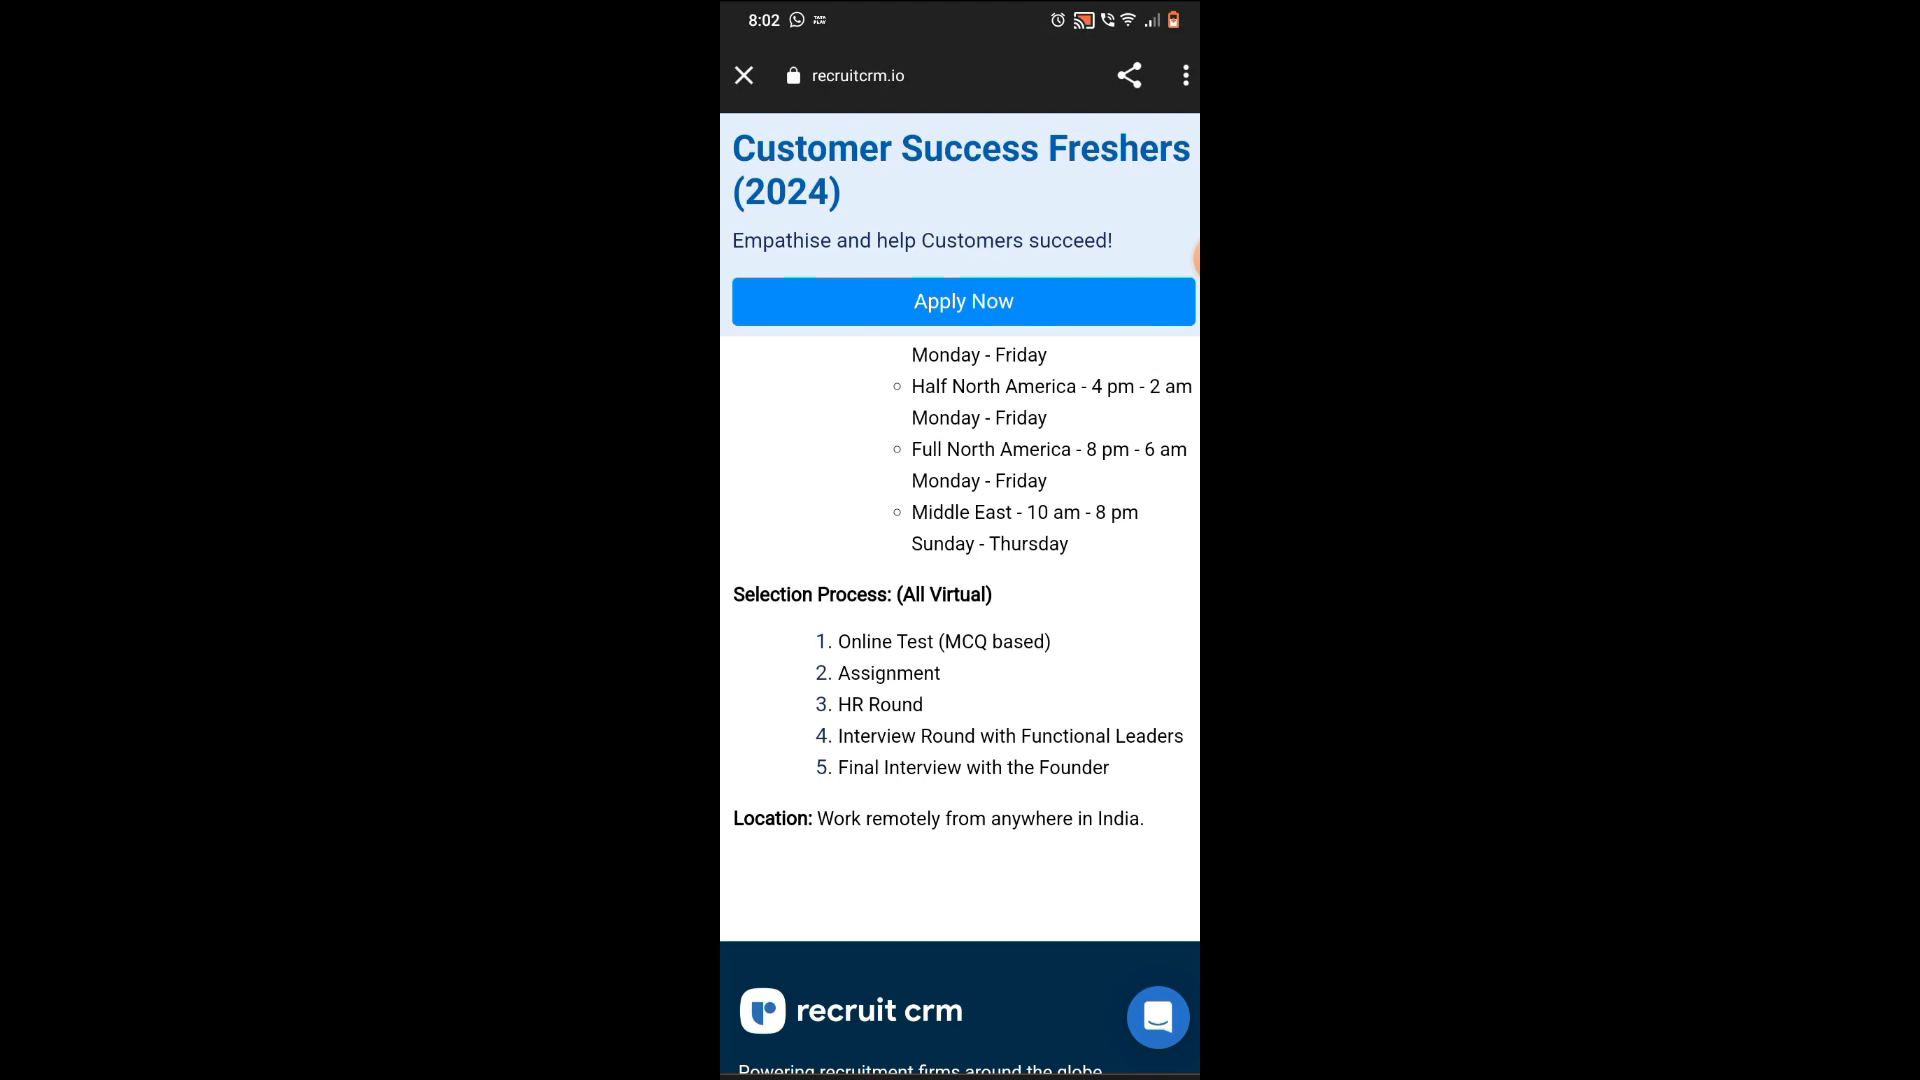 8:02
TATA PLAY
recruitcrm.io
Customer Success Freshers
(2024)
Empathise and help Customers succeed!
Apply Now
Monday - Friday
○ Half North America - 4 pm - 2 am
Monday - Friday
○ Full North America - 8 pm - 6 am
Monday - Friday
○ Middle East - 10 am - 8 pm
Sunday - Thursday
Selection Process: (All Virtual)
1. Online Test (MCQ based)
2. Assignment
3. HR Round
4. Interview Round with Functional Leaders
5. Final Interview with the Founder
Location: Work remotely from anywhere in India.
recruit crm
Powering recruitment firms around the globe